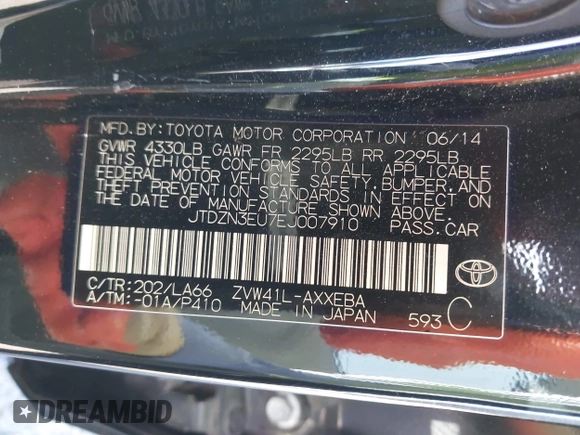 MFD.BY:TOYOTA MOTOR CORPORATION 06/14
GVWR 4330LB GAWR FR 2295LB RR 2295LB
THIS VEHICLE CONFORMS TO ALL APPLICABLE
FEDERAL MOTOR VEHICLE SAFETY,BUMPER,AND
THEFT PREVENTION STANDARDS IN EFFECT ON
THE DATE OF MANUFACTURE SHOWN ABOVE.
JTDZN3EU7EJ007910 PASS.CAR
C/TR:202/LA66 ZVW41L-AXXEBA
A/TM:-01A/P410 MADE IN JAPAN 593 C
DREAMBID